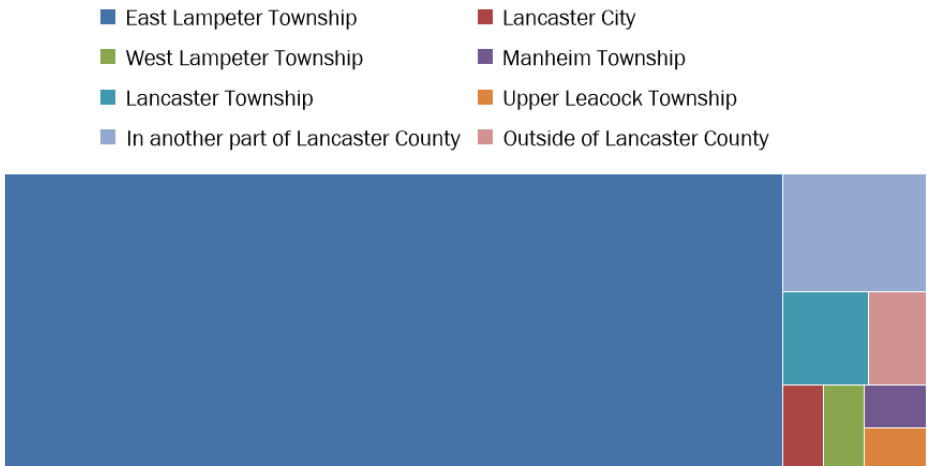 East Lampeter Township
Lancaster City
West Lampeter Township
Manheim Township
Lancaster Township
Upper Leacock Township
In another part of Lancaster County
Outside of Lancaster County